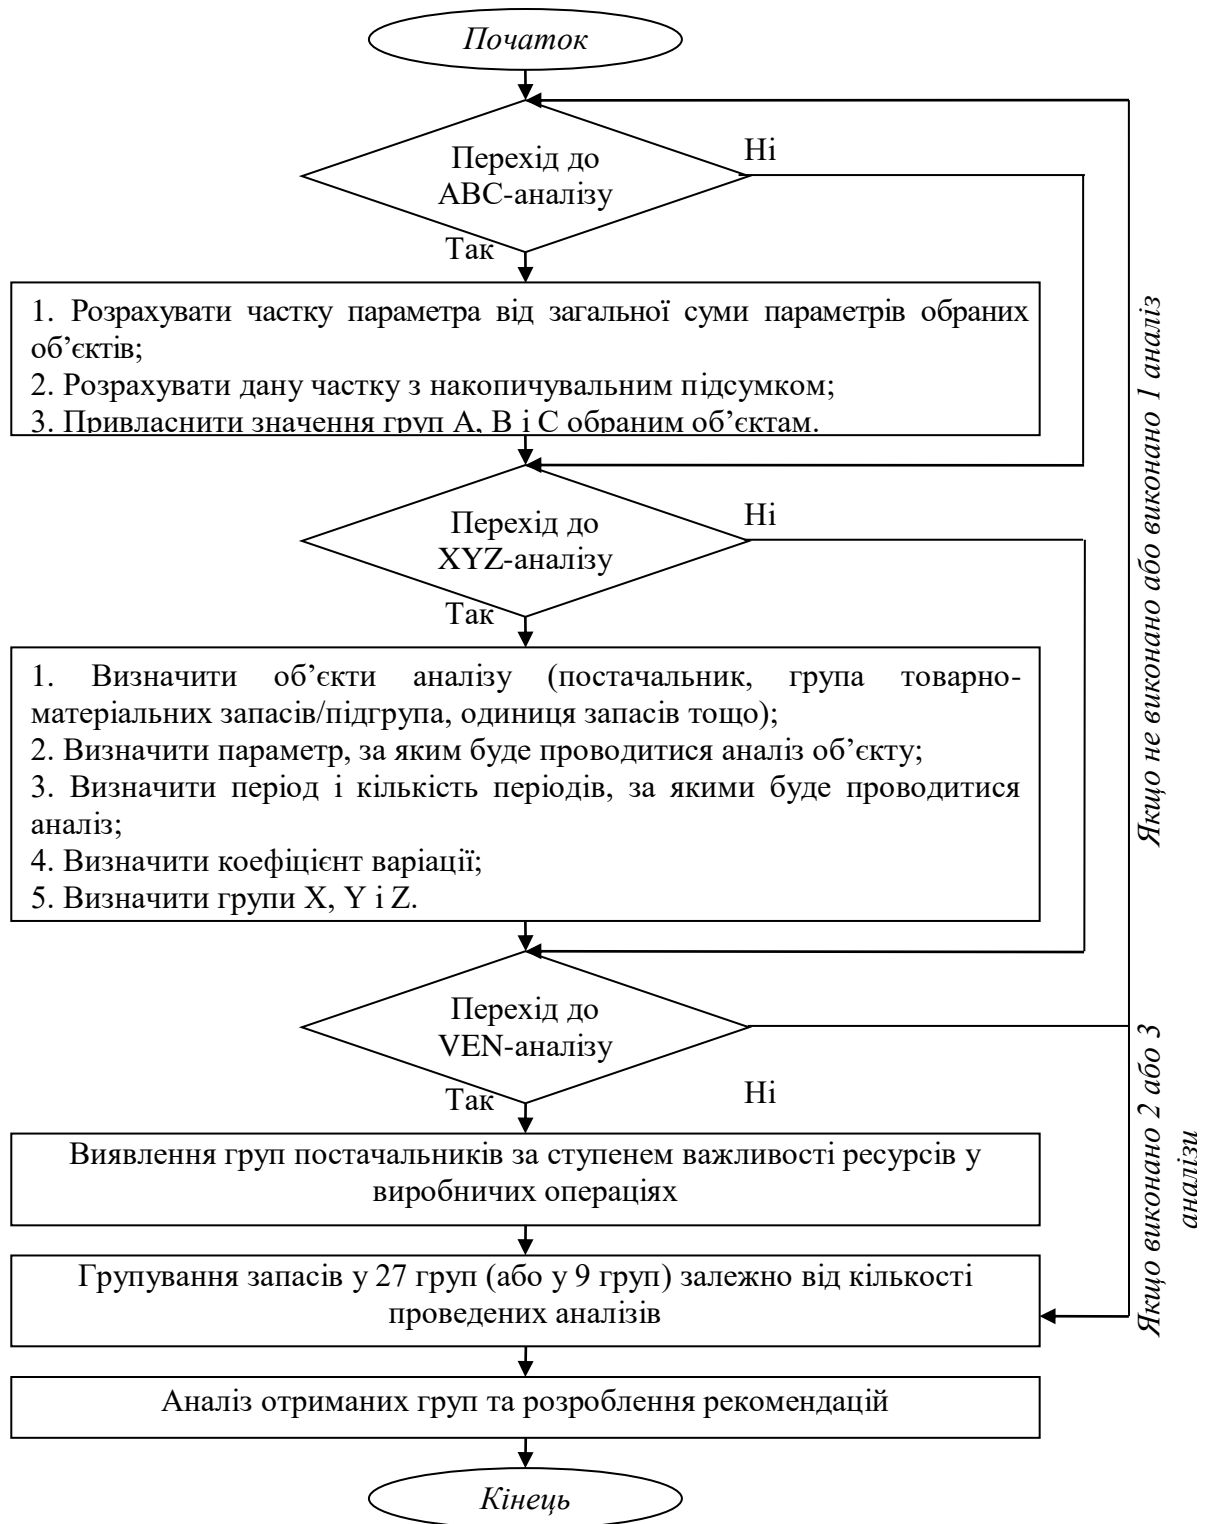 Початок
Перехід до
АВС-аналізу
Ні
Так
1. Розрахувати частку параметра від загальної суми параметрів обраних
об’єктів;
2. Розрахувати дану частку з накопичувальним підсумком;
3. Привласнити значення груп А, В і С обраним об’єктам.
Перехід до
XYZ-аналізу
Ні
Так
1. Визначити об’єкти аналізу (постачальник, група товарно-
матеріальних запасів/підгрупа, одиниця запасів тощо);
2. Визначити параметр, за яким буде проводитися аналіз об’єкту;
3. Визначити період і кількість періодів, за якими буде проводитися
аналіз;
4. Визначити коефіцієнт варіації;
5. Визначити групи X, Y і Z.
Якщо не виконано або виконано 1 аналіз
Перехід до
VEN-аналізу
Так
Ні
Якщо виконано 2 або 3
аналізи
Виявлення груп постачальників за ступенем важливості ресурсів у
виробничих операціях
Групування запасів у 27 груп (або у 9 груп) залежно від кількості
проведених аналізів
Аналіз отриманих груп та розроблення рекомендацій
Кінець